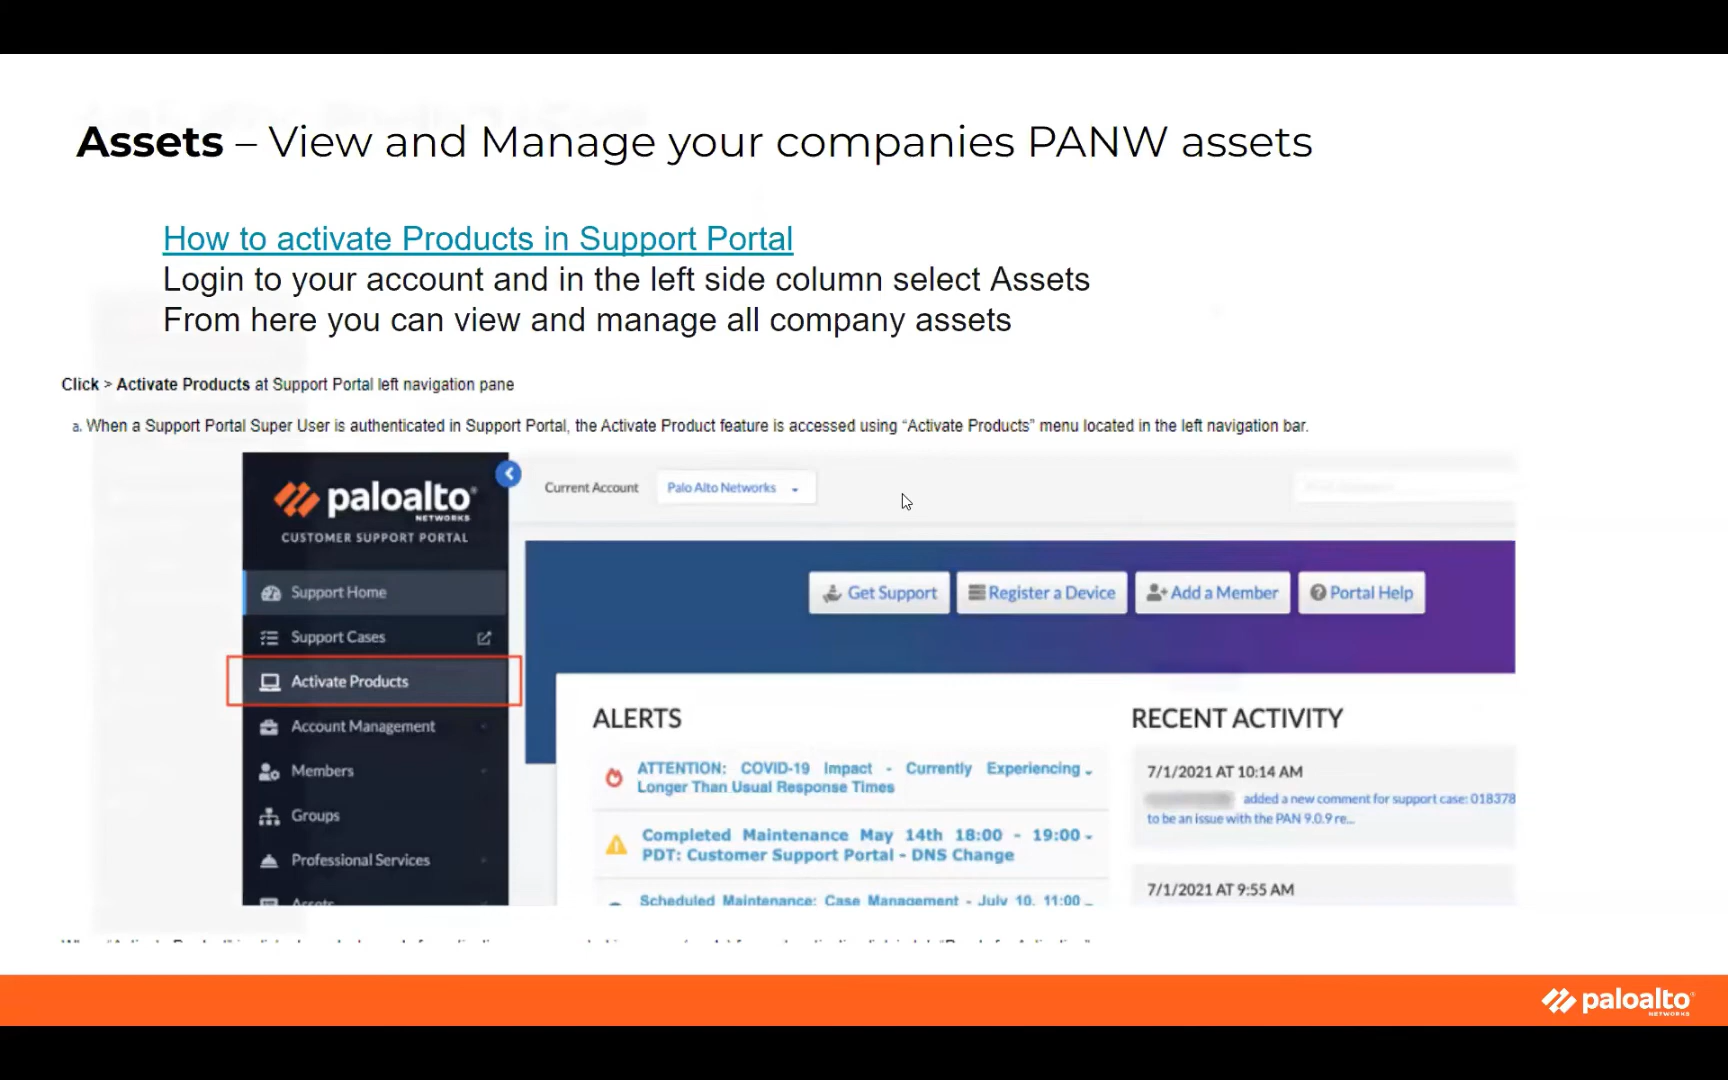 Assets – View and Manage your companies PANW assets
How to activate Products in Support Portal
Login to your account and in the left side column select Assets
From here you can view and manage all company assets
Click > Activate Products at Support Portal left navigation pane
a. When a Support Portal Super User is authenticated in Support Portal, the Activate Product feature is accessed using “Activate Products” menu located in the left navigation bar.
paloalto
NETWORKS
CUSTOMER SUPPORT PORTAL
Current Account
Palo Alto Networks
Support Home
Support Cases
Activate Products
Account Management
Members
Groups
Professional Services
Assets
Get Support
Register a Device
Add a Member
Portal Help
ALERTS
ATTENTION: COVID-19 Impact - Currently Experiencing
Longer Than Usual Response Times
Completed Maintenance May 14th 18:00 - 19:00
PDT: Customer Support Portal - DNS Change
Scheduled Maintenance: Case Management - July 10, 11:00
RECENT ACTIVITY
7/1/2021 AT 10:14 AM
added a new comment for support case: 018378
to be an issue with the PAN 9.0.9 re...
7/1/2021 AT 9:55 AM
paloalto
NETWORKS